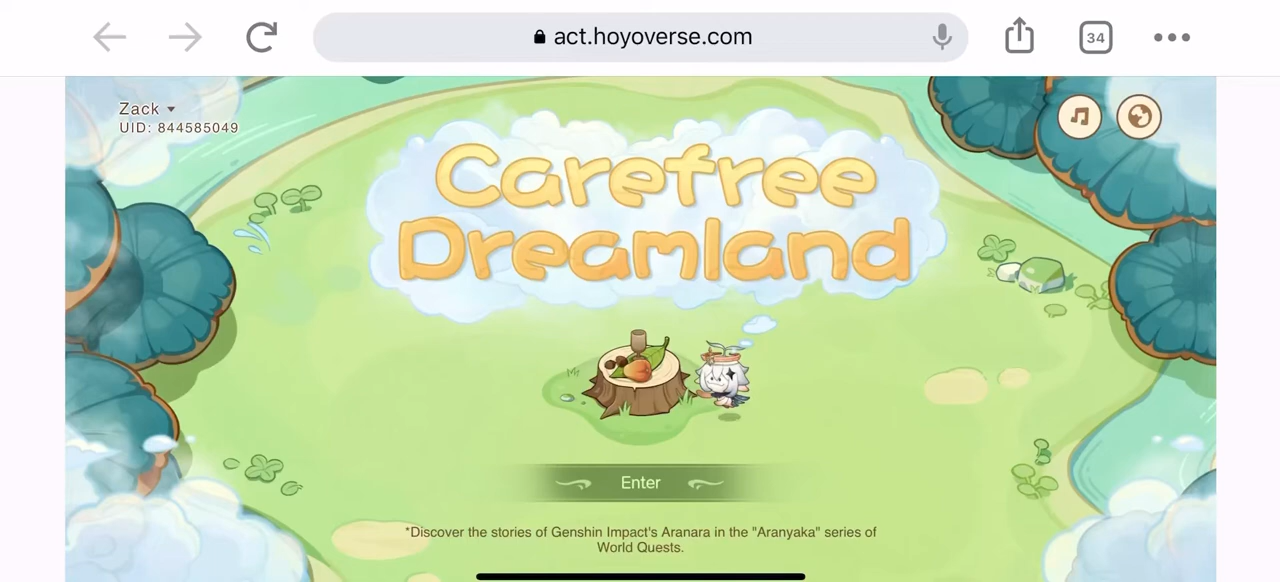 act.hoyoverse.com
34
Zack
UID: 844585049
Carefree
Dreamland
Enter
*Discover the stories of Genshin Impact's Aranara in the "Aranyaka" series of
World Quests.